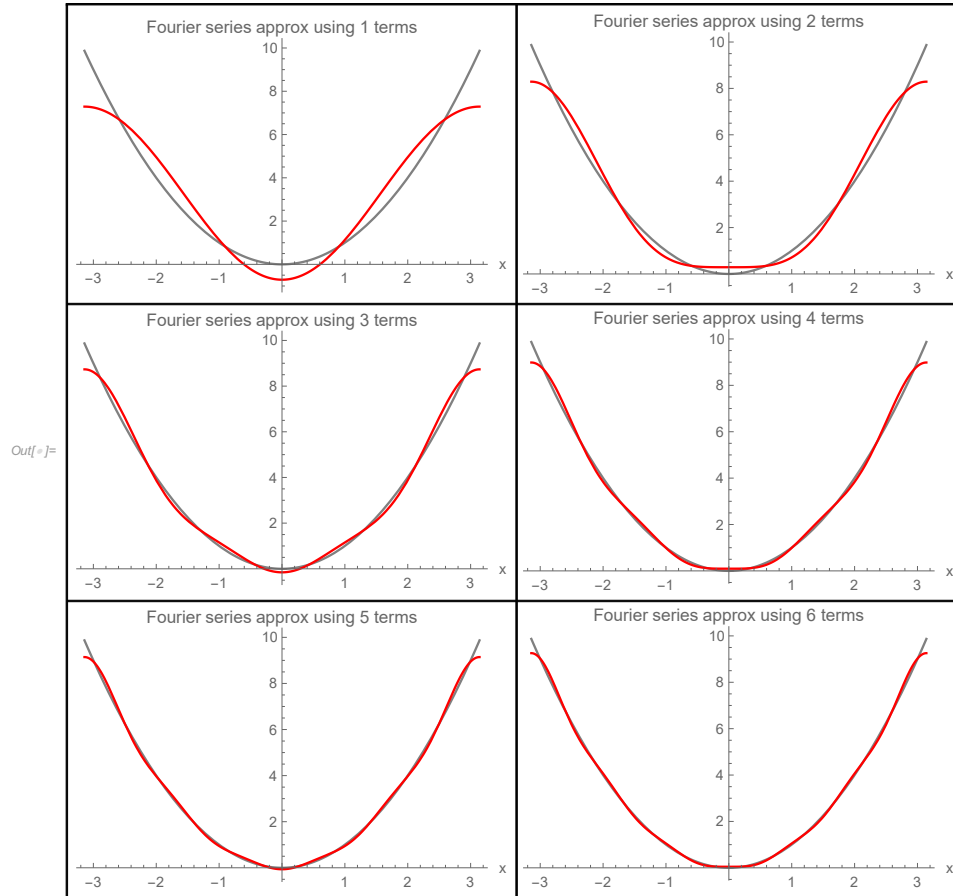 Fourier series approx using 1 terms
10
8
6
4
2
-3 -2 -1 1 2 3 x
Fourier series approx using 2 terms
10
8
6
4
2
-3 -2 -1 1 2 3 x
Out[ ]=
Fourier series approx using 3 terms
10
8
6
4
2
-3 -2 -1 1 2 3 x
Fourier series approx using 4 terms
10
8
6
4
2
-3 -2 -1 1 2 3 x
Fourier series approx using 5 terms
10
8
6
4
2
-3 -2 -1 1 2 3 x
Fourier series approx using 6 terms
10
8
6
4
2
-3 -2 -1 1 2 3 x